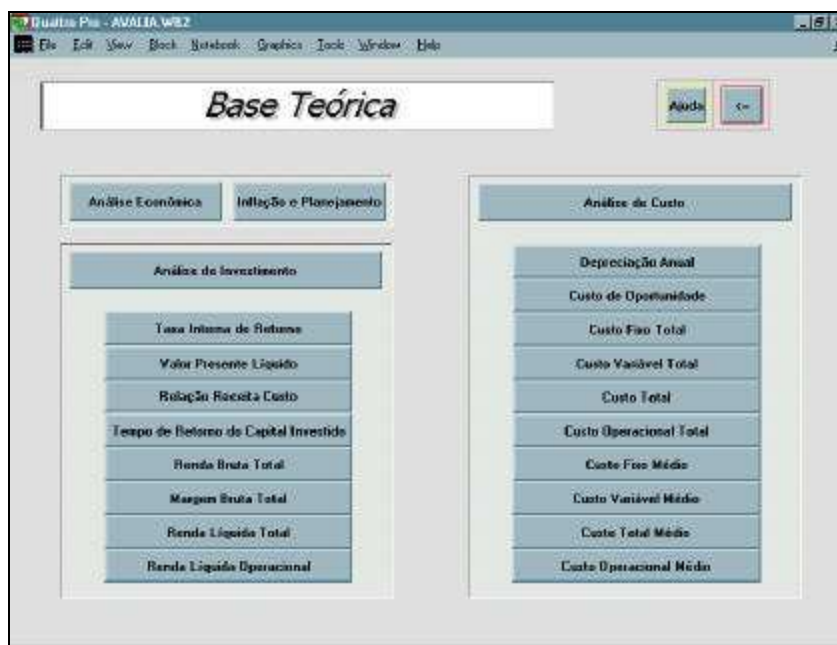 Quattro Pro - AVALIA.WB2
File Edit View Block Notebook Graphics Tools Window Help
Base Teórica
Ajuda <-
Análise Econômica Inflação e Planejamento
Análise de Investimento
Taxa Interna de Retorno
Valor Presente Líquido
Relação Receita Custo
Tempo de Retorno do Capital Investido
Renda Bruta Total
Margem Bruta Total
Renda Líquida Total
Renda Líquida Operacional
Análise de Custo
Depreciação Anual
Custo de Oportunidade
Custo Fixo Total
Custo Variável Total
Custo Total
Custo Operacional Total
Custo Fixo Médio
Custo Variável Médio
Custo Total Médio
Custo Operacional Médio